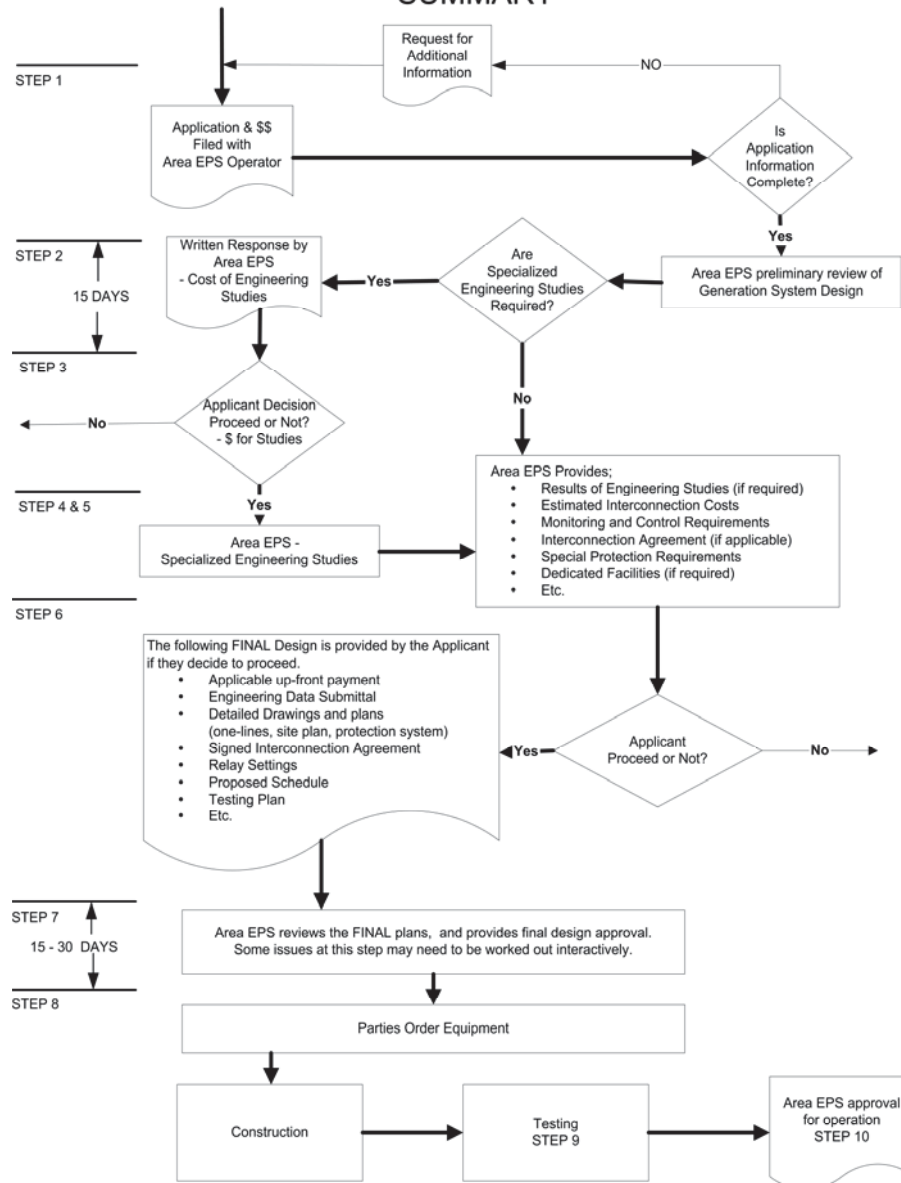 SUMMARY
Request for
Additional
Information
NO
STEP 1
Application & $$
Filed with
Area EPS Operator
Is
Application
Information
Complete?
Yes
STEP 2
15 DAYS
Written Response by
Area EPS
- Cost of Engineering
Studies
Yes
Are
Specialized
Engineering Studies
Required?
Area EPS preliminary review of
Generation System Design
STEP 3
No
Applicant Decision
Proceed or Not?
- $ for Studies
No
Yes
STEP 4 & 5
Area EPS -
Specialized Engineering Studies
Area EPS Provides;
• Results of Engineering Studies (if required)
• Estimated Interconnection Costs
• Monitoring and Control Requirements
• Interconnection Agreement (if applicable)
• Special Protection Requirements
• Dedicated Facilities (if required)
• Etc.
STEP 6
The following FINAL Design is provided by the Applicant
if they decide to proceed.
• Applicable up-front payment
• Engineering Data Submittal
• Detailed Drawings and plans
(one-lines, site plan, protection system)
• Signed Interconnection Agreement
• Relay Settings
• Proposed Schedule
• Testing Plan
• Etc.
Yes
Applicant
Proceed or Not?
No
STEP 7
15 - 30 DAYS
Area EPS reviews the FINAL plans, and provides final design approval.
Some issues at this step may need to be worked out interactively.
STEP 8
Parties Order Equipment
Construction
Testing
STEP 9
Area EPS approval
for operation
STEP 10